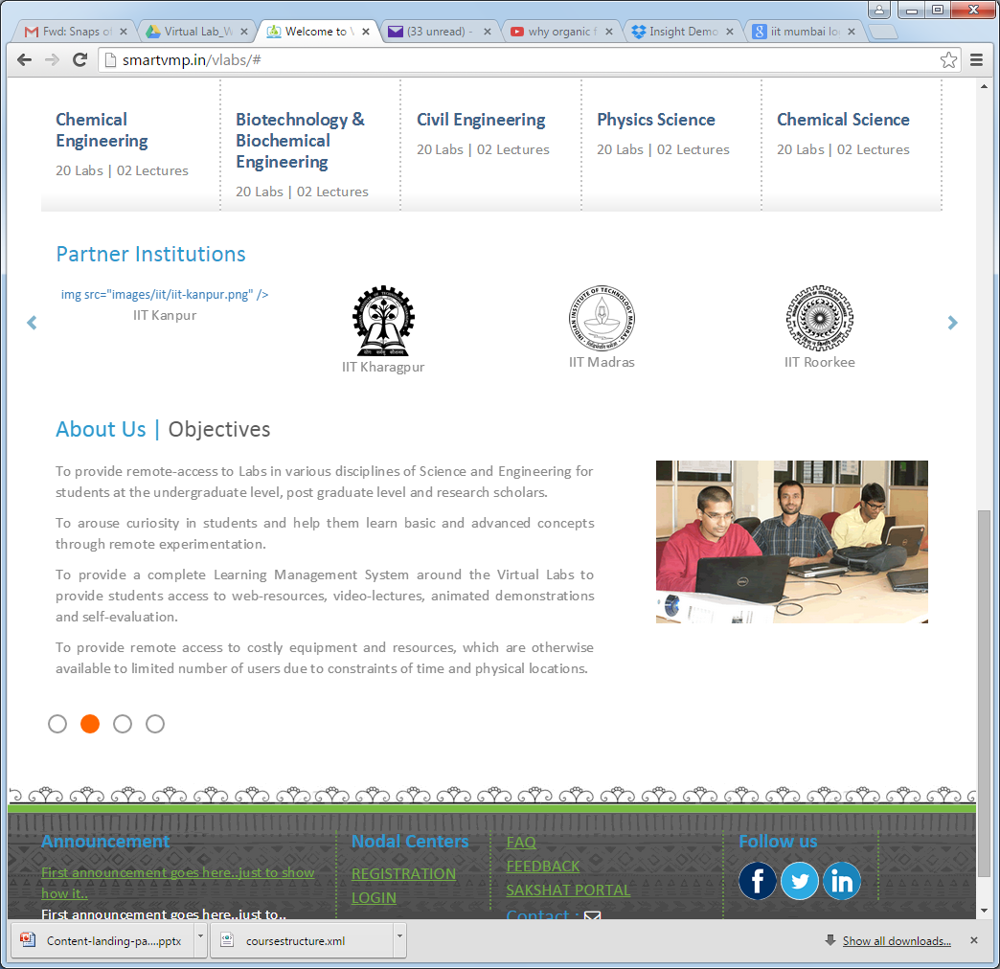 Fwd: Snaps of
Virtual Lab_W
Welcome to V
(33 unread) -
why organic f
Insight Demo
iit mumbai lo
smartvmp.in/vlabs/#
Chemical
Engineering
20 Labs | 02 Lectures
Biotechnology &
Biochemical
Engineering
20 Labs | 02 Lectures
Civil Engineering
20 Labs | 02 Lectures
Physics Science
20 Labs | 02 Lectures
Chemical Science
20 Labs | 02 Lectures
Partner Institutions
img src="images/iit/iit-kanpur.png" />
IIT Kanpur
IIT Kharagpur
INDIAN INSTITUTE OF TECHNOLOGY MADRAS
IIT Madras
IIT Roorkee
About Us | Objectives
To provide remote-access to Labs in various disciplines of Science and Engineering for
students at the undergraduate level, post graduate level and research scholars.
To arouse curiosity in students and help them learn basic and advanced concepts
through remote experimentation.
To provide a complete Learning Management System around the Virtual Labs to
provide students access to web-resources, video-lectures, animated demonstrations
and self-evaluation.
To provide remote access to costly equipment and resources, which are otherwise
available to limited number of users due to constraints of time and physical locations.
Announcement
First announcement goes here..just to show
how it..
First announcement goes here..just to..
Nodal Centers
REGISTRATION
LOGIN
FAQ
FEEDBACK
SAKSHAT PORTAL
Contact :
Follow us
f
in
Content-landing-pa....pptx
coursestructure.xml
Show all downloads...